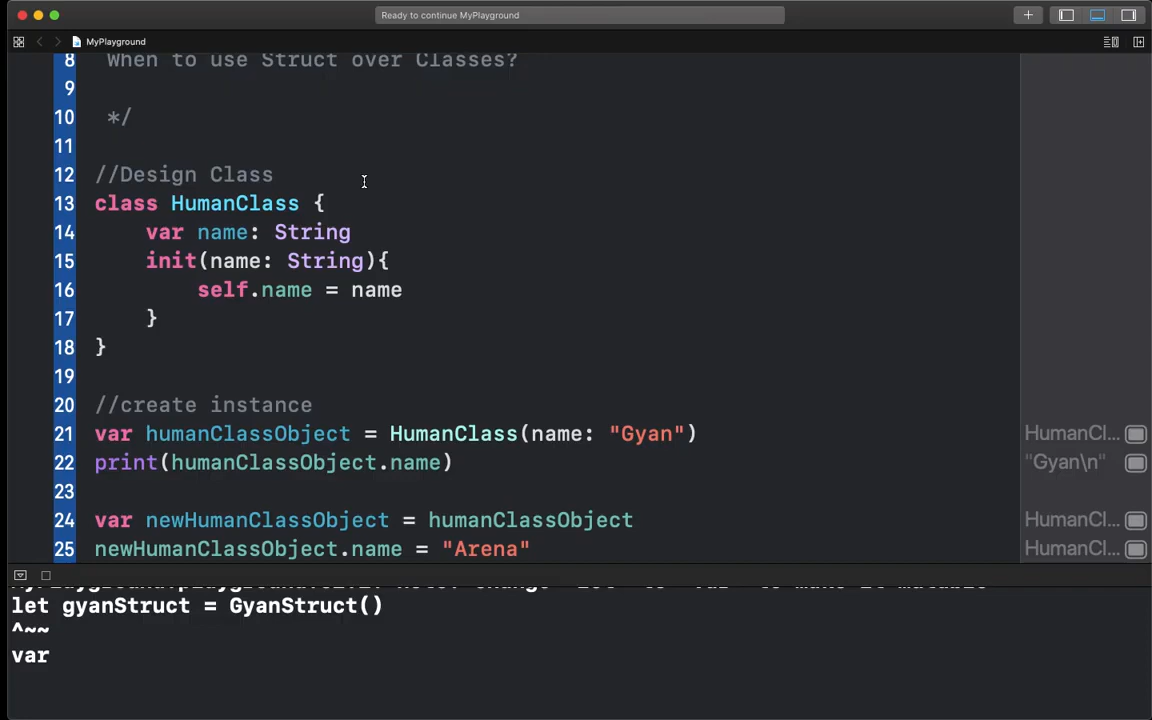 Ready to continue MyPlayground
MyPlayground
8 When to use Struct over Classes?
9
10 */
11
12 //Design Class
13 class HumanClass {
14 var name: String
15 init(name: String){
16 self.name = name
17 }
18 }
19
20 //create instance
21 var humanClassObject = HumanClass(name: "Gyan") HumanCl...
22 print(humanClassObject.name) "Gyan\n"
23
24 var newHumanClassObject = humanClassObject HumanCl...
25 newHumanClassObject.name = "Arena" HumanCl...
let gyanStruct = GyanStruct()
^~~
var